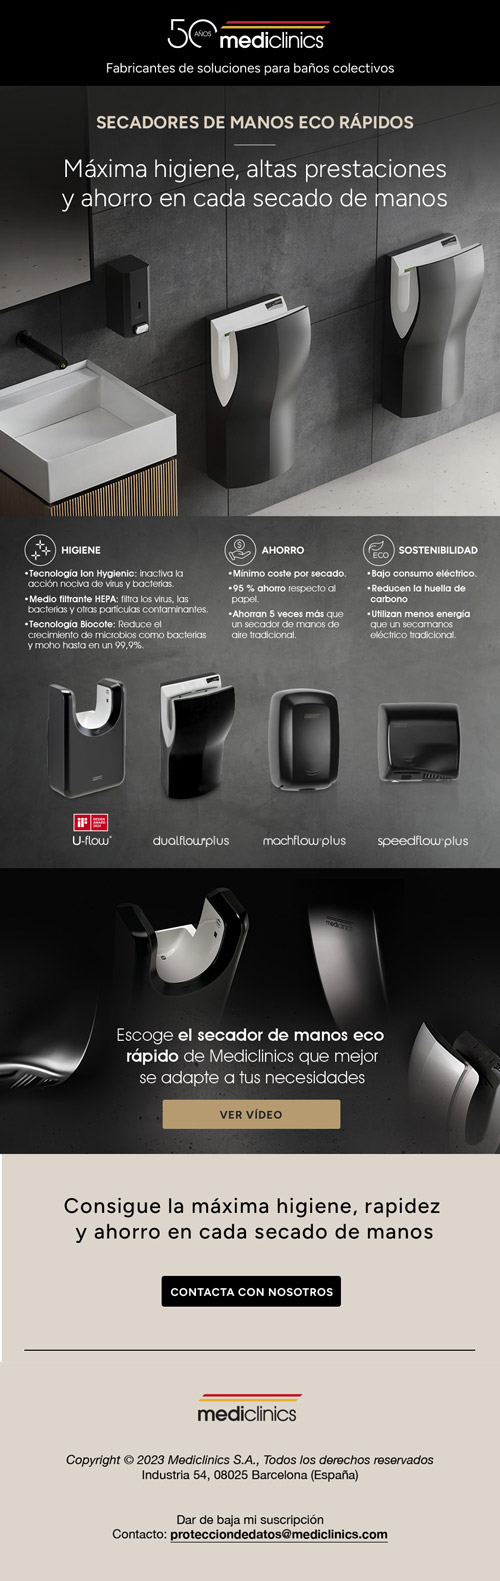 50 AÑOS mediclinics
Fabricantes de soluciones para baños colectivos
SECADORES DE MANOS ECO RÁPIDOS
Máxima higiene, altas prestaciones
y ahorro en cada secado de manos
HIGIENE
•Tecnología Ion Hygienic: inactiva la
acción nociva de virus y bacterias.
•Medio filtrante HEPA: filtra los virus, las
bacterias y otras partículas contaminantes.
•Tecnología Biocote: Reduce el
crecimiento de microbios como bacterias
y moho hasta en un 99,9%.
AHORRO
•Mínimo coste por secado.
•95 % ahorro respecto al
papel.
•Ahorran 5 veces más que
un secador de manos de
aire tradicional.
ECO
SOSTENIBILIDAD
•Bajo consumo eléctrico.
•Reducen la huella de
carbono
•Utilizan menos energía
que un secamanos
eléctrico tradicional.
U-flow
dualflow plus
machflow plus
speedflow plus
mediclinics
Escoge el secador de manos eco
rápido de Mediclinics que mejor
se adapte a tus necesidades
VER VÍDEO
Consigue la máxima higiene, rapidez
y ahorro en cada secado de manos
CONTACTA CON NOSOTROS
mediclinics
Copyright © 2023 Mediclinics S.A., Todos los derechos reservados
Industria 54, 08025 Barcelona (España)
Dar de baja mi suscripción
Contacto: protecciondedatos@mediclinics.com